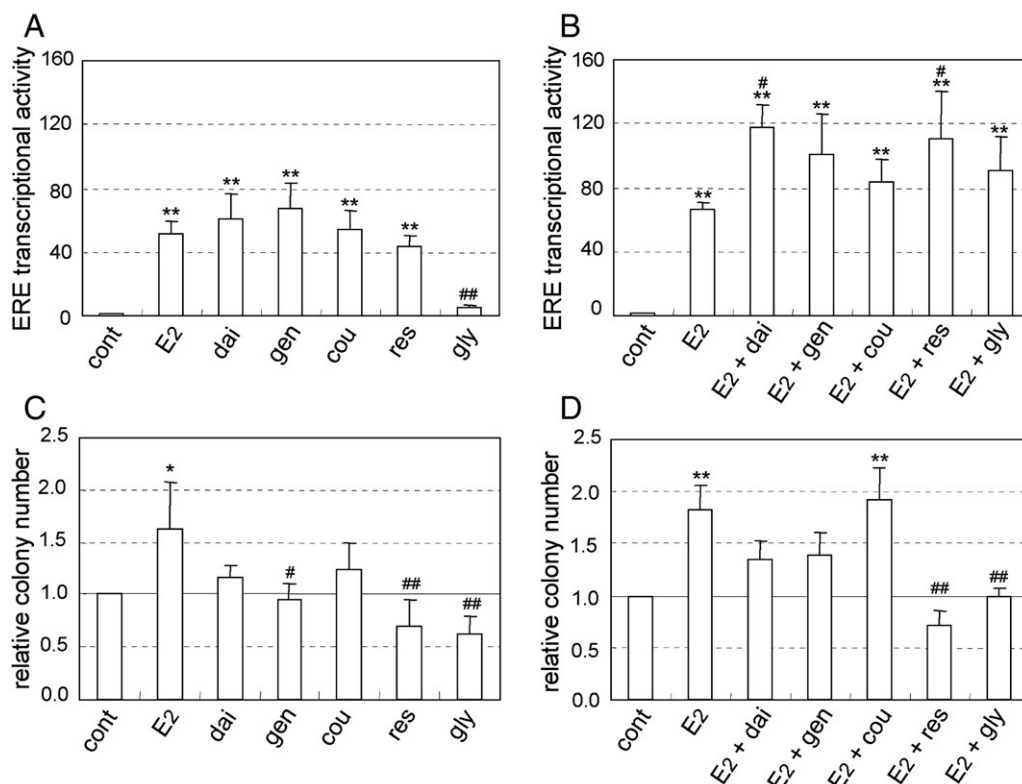 A
ERE transcriptional activity
160
120
80
40
0
**
**
**
**
**
##
cont
E2
dai
gen
cou
res
gly
B
ERE transcriptional activity
160
120
80
40
0
**
#
**
**
**
#
**
**
cont
E2
E2 + dai
E2 + gen
E2 + cou
E2 + res
E2 + gly
C
relative colony number
2.5
2.0
1.5
1.0
0.5
0.0
*
#
##
##
cont
E2
dai
gen
cou
res
gly
D
relative colony number
2.5
2.0
1.5
1.0
0.5
0.0
**
**
##
##
cont
E2
E2 + dai
E2 + gen
E2 + cou
E2 + res
E2 + gly